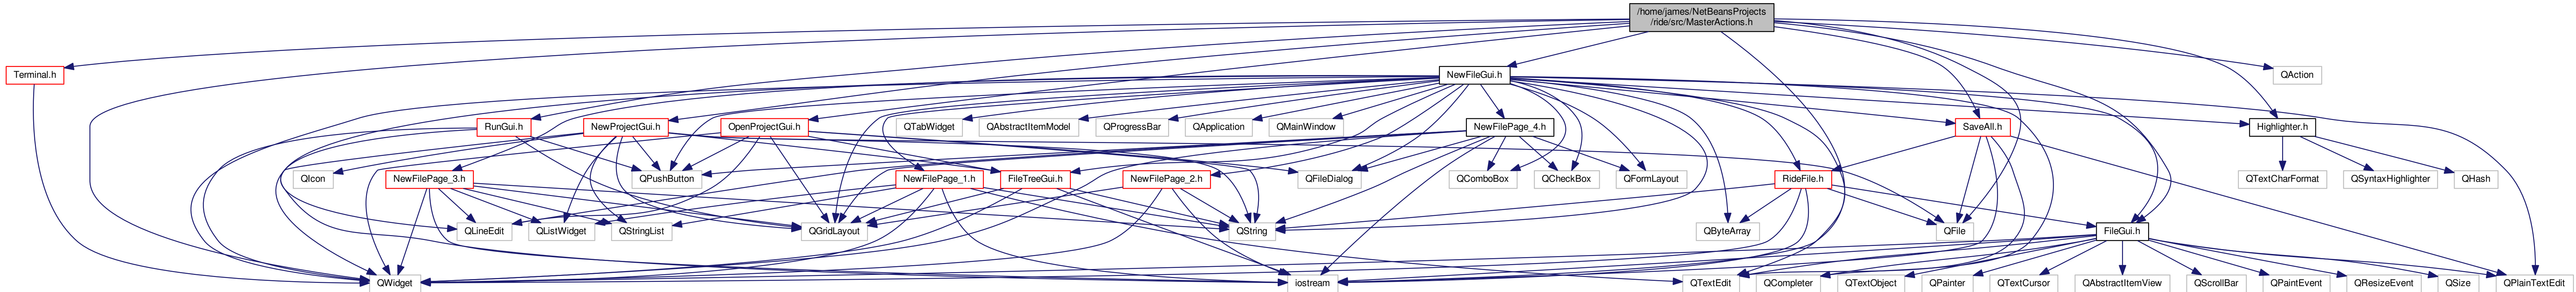 /home/james/NetBeansProjects
/ride/src/MasterActions.h
Terminal.h
NewFileGui.h
QAction
RunGui.h
NewProjectGui.h
OpenProjectGui.h
QTabWidget
QAbstractItemModel
QProgressBar
QApplication
QMainWindow
NewFilePage_4.h
SaveAll.h
Highlighter.h
QIcon
NewFilePage_3.h
QPushButton
NewFilePage_1.h
FileTreeGui.h
NewFilePage_2.h
QFileDialog
QComboBox
QCheckBox
QFormLayout
RideFile.h
QTextCharFormat
QSyntaxHighlighter
QHash
QLineEdit
QListWidget
QStringList
QGridLayout
QString
QByteArray
QFile
FileGui.h
QWidget
iostream
QTextEdit
QCompleter
QTextObject
QPainter
QTextCursor
QAbstractItemView
QScrollBar
QPaintEvent
QResizeEvent
QSize
QPlainTextEdit